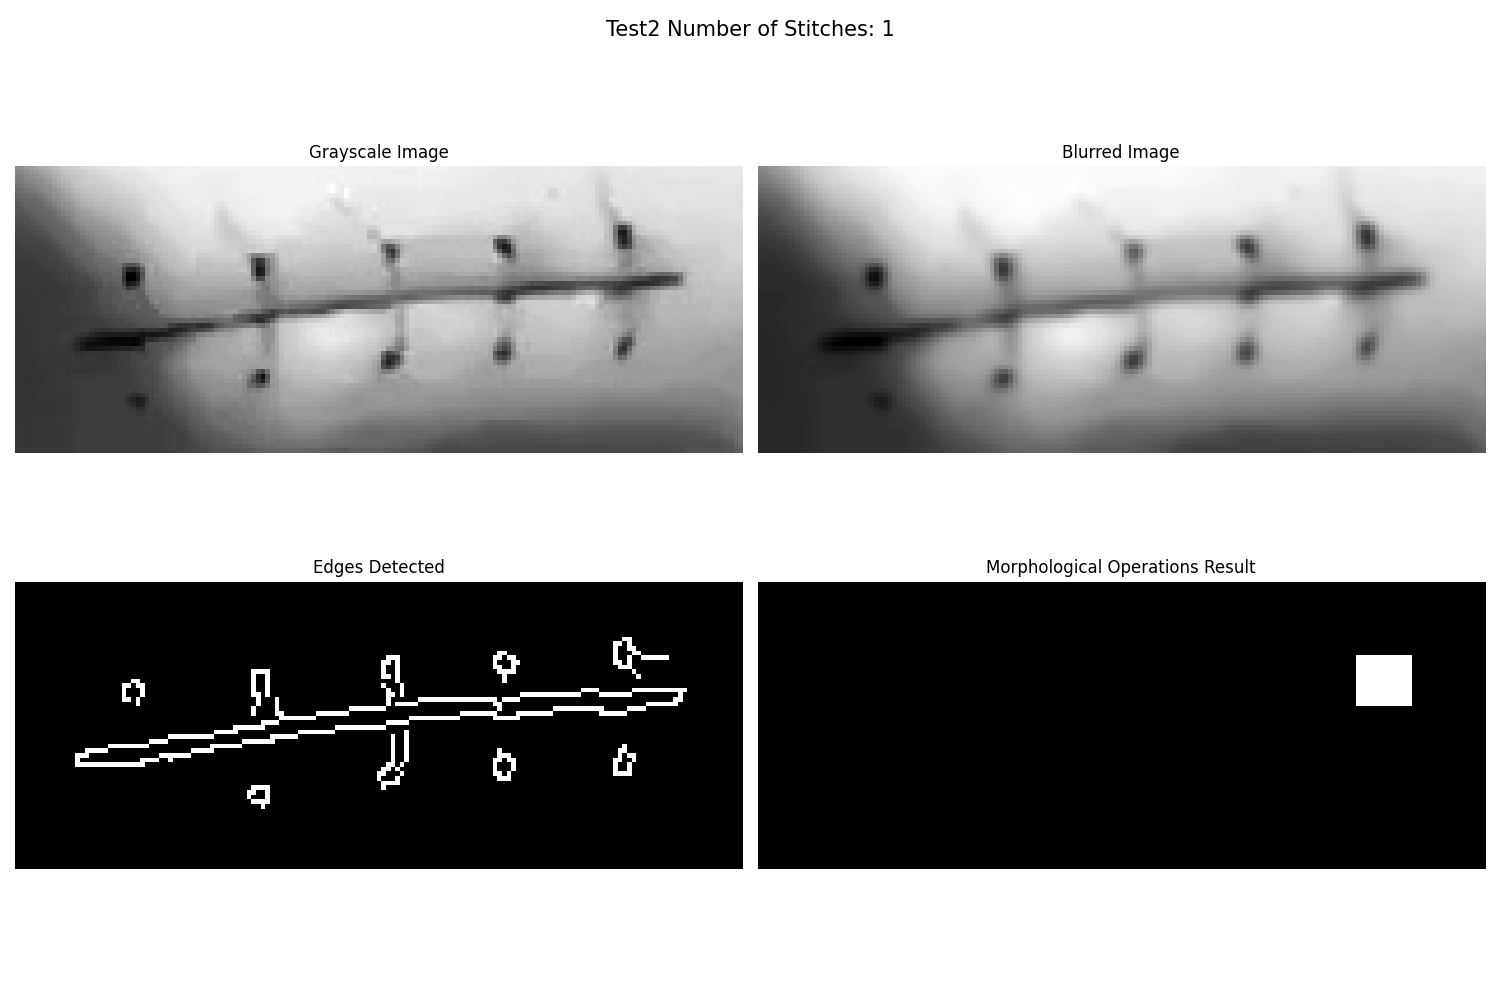 Test2 Number of Stitches: 1
Grayscale Image
Blurred Image
Edges Detected
Morphological Operations Result